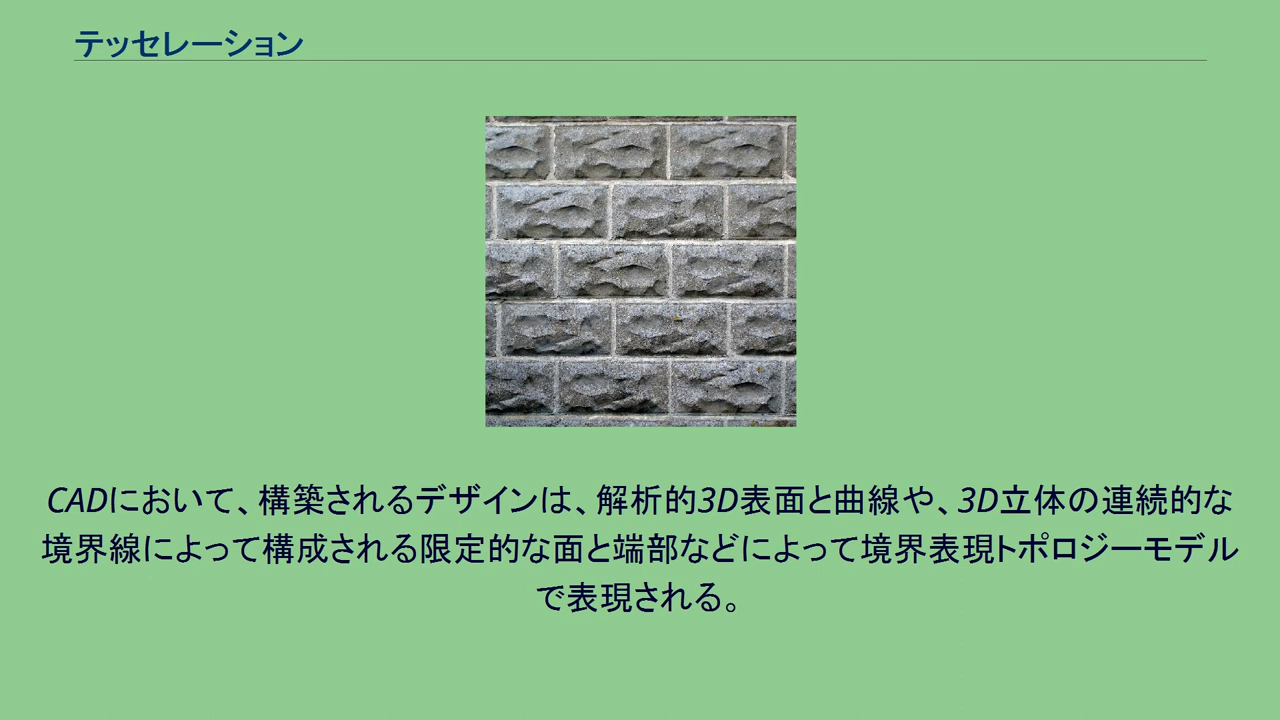 テッセレーション
CADにおいて、構築されるデザインは、解析的3D表面と曲線や、3D立体の連続的な
境界線によって構成される限定的な面と端部などによって境界表現トポロジーモデル
で表現される。